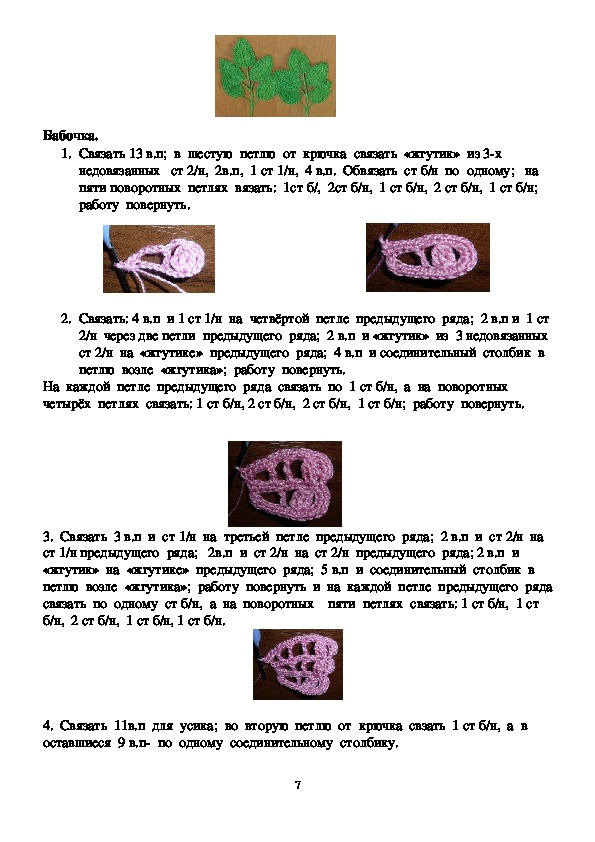 Бабочка.
1. Связать 13 в.п; в шестую петлю от крючка связать «жгутик» из 3-х
недовязанных ст 2/н, 2в.п, 1 ст 1/н, 4 в.п. Обвязать ст б/н по одному; на
пяти поворотных петлях вязать: 1ст б/, 2ст б/н, 1 ст б/н, 2 ст б/н, 1 ст б/н;
работу повернуть.
2. Связать: 4 в.п и 1 ст 1/н на четвёртой петле предыдущего ряда; 2 в.п и 1 ст
2/н через две петли предыдущего ряда; 2 в.п и «жгутик» из 3 недовязанных
ст 2/н на «жгутике» предыдущего ряда; 4 в.п и соединительный столбик в
петлю возле «жгутика»; работу повернуть.
На каждой петле предыдущего ряда связать по 1 ст б/н, а на поворотных
четырёх петлях связать: 1 ст б/н, 2 ст б/н, 2 ст б/н, 1 ст б/н; работу повернуть.
3. Связать 3 в.п и ст 1/н на третьей петле предыдущего ряда; 2 в.п и ст 2/н на
ст 1/н предыдущего ряда; 2в.п и ст 2/н на ст 2/н предыдущего ряда; 2 в.п и
«жгутик» на «жгутике» предыдущего ряда; 5 в.п и соединительный столбик в
петлю возле «жгутика»; работу повернуть и на каждой петле предыдущего ряда
связать по одному ст б/н, а на поворотных пяти петлях связать: 1 ст б/н, 1 ст
б/н, 2 ст б/н, 1 ст б/н, 1 ст б/н.
4. Связать 11в.п для усика; во вторую петлю от крючка свзать 1 ст б/н, а в
оставшиеся 9 в.п- по одному соединительному столбику.
7